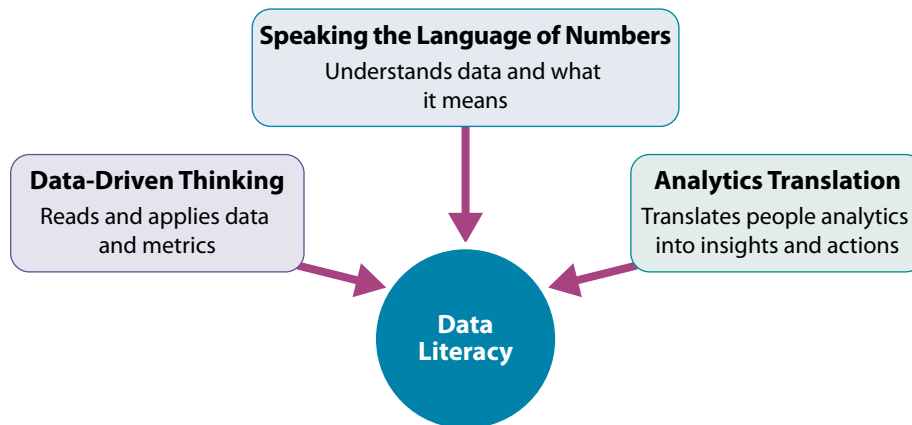 Speaking the Language of Numbers
Understands data and what
it means
Data-Driven Thinking
Reads and applies data
and metrics
Analytics Translation
Translates people analytics
into insights and actions
Data
Literacy